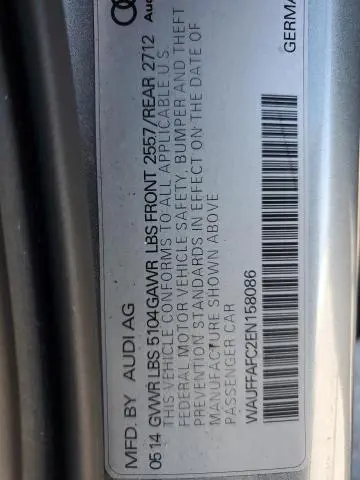 MFD. BY AUDI AG
05 14 GVWR LBS 5104 GAWR LBS FRONT 2557/REAR 2712
THIS VEHICLE CONFORMS TO ALL APPLICABLE U.S.
FEDERAL MOTOR VEHICLE SAFETY, BUMPER AND THEFT
PREVENTION STANDARDS IN EFFECT ON THE DATE OF
MANUFACTURE SHOWN ABOVE
PASSENGER CAR
WAUFFAFC2EN158086